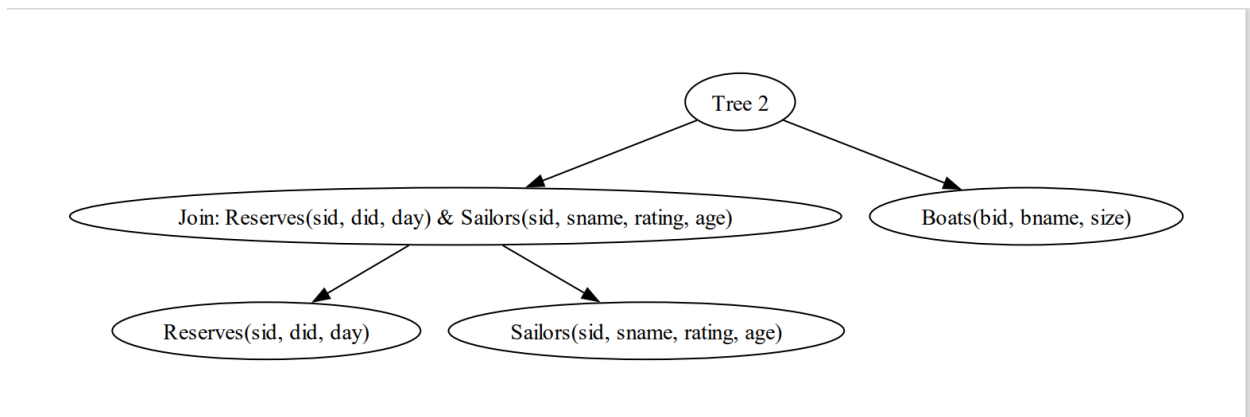 Tree 2
Join: Reserves(sid, did, day) & Sailors(sid, sname, rating, age)
Boats(bid, bname, size)
Reserves(sid, did, day)
Sailors(sid, sname, rating, age)